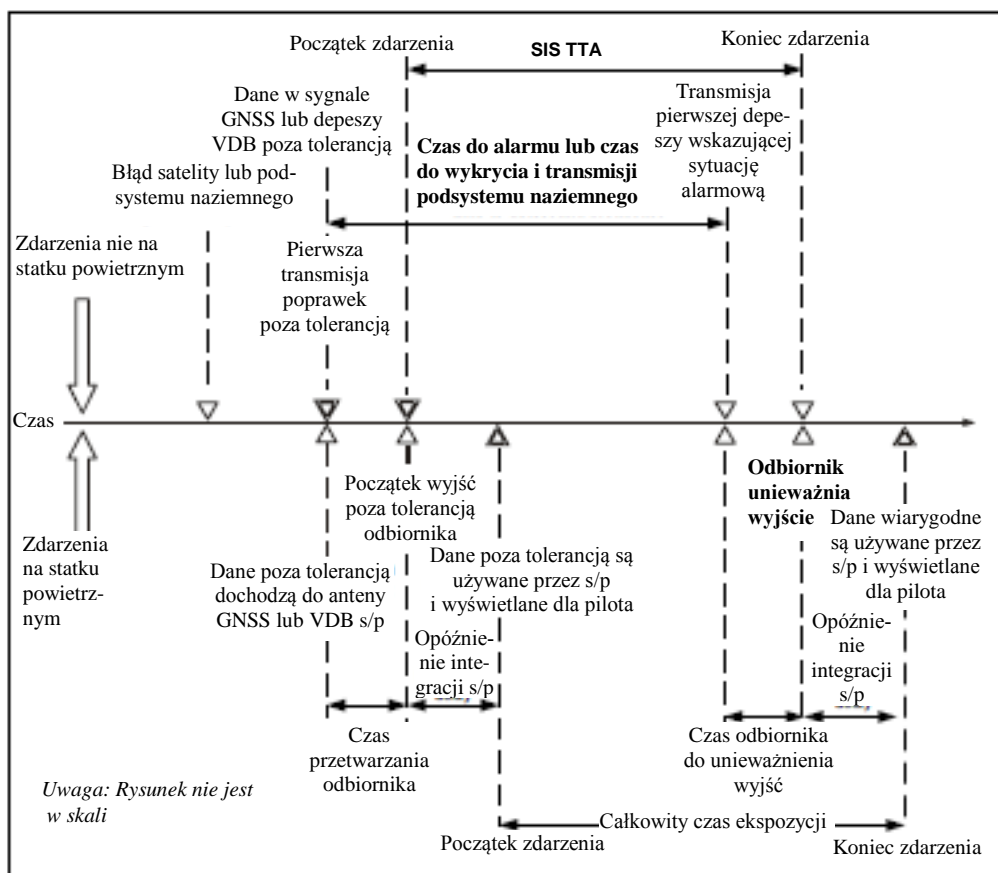 Początek zdarzenia
SIS TTA
Koniec zdarzenia
Dane w sygnale
GNSS lub depeszy
VDB poza tolerancją
Transmisja
pierwszej depe-
szy wskazującej
sytuację
alarmową
Czas do alarmu lub czas
do wykrycia i transmisji
podsystemu naziemnego
Błąd satelity lub pod-
systemu naziemnego
Zdarzenia nie na
statku powietrznym
Pierwsza
transmisja
poprawek
poza tolerancją
Czas
Początek wyjść
poza tolerancją
odbiornika
Odbiornik
unieważnia
wyjście
Zdarzenia
na statku
powietrz-
nym
Dane poza tolerancją
dochodzą do anteny
GNSS lub VDB s/p
Dane poza tolerancją są
używane przez s/p
i wyświetlane dla pilota
Dane wiarygodne
są używane przez
s/p i wyświetlane
dla pilota
Opóźnie-
nie inte-
gracji s/p
Opóźnie-
nie
integracji
s/p
Czas
przetwarzania
odbiornika
Czas odbiornika
do unieważnienia
wyjść
Uwaga: Rysunek nie jest
w skali
Całkowity czas ekspozycji
Początek zdarzenia
Koniec zdarzenia